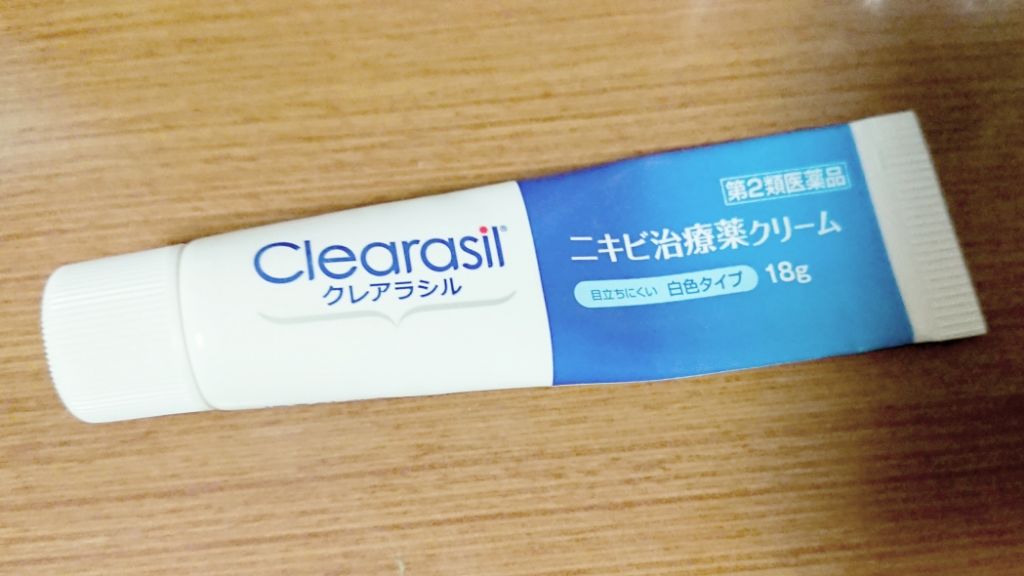 Clearasil®
クレアラシル
第2類医薬品
ニキビ治療薬クリーム
目立ちにくい 白色タイプ 18g